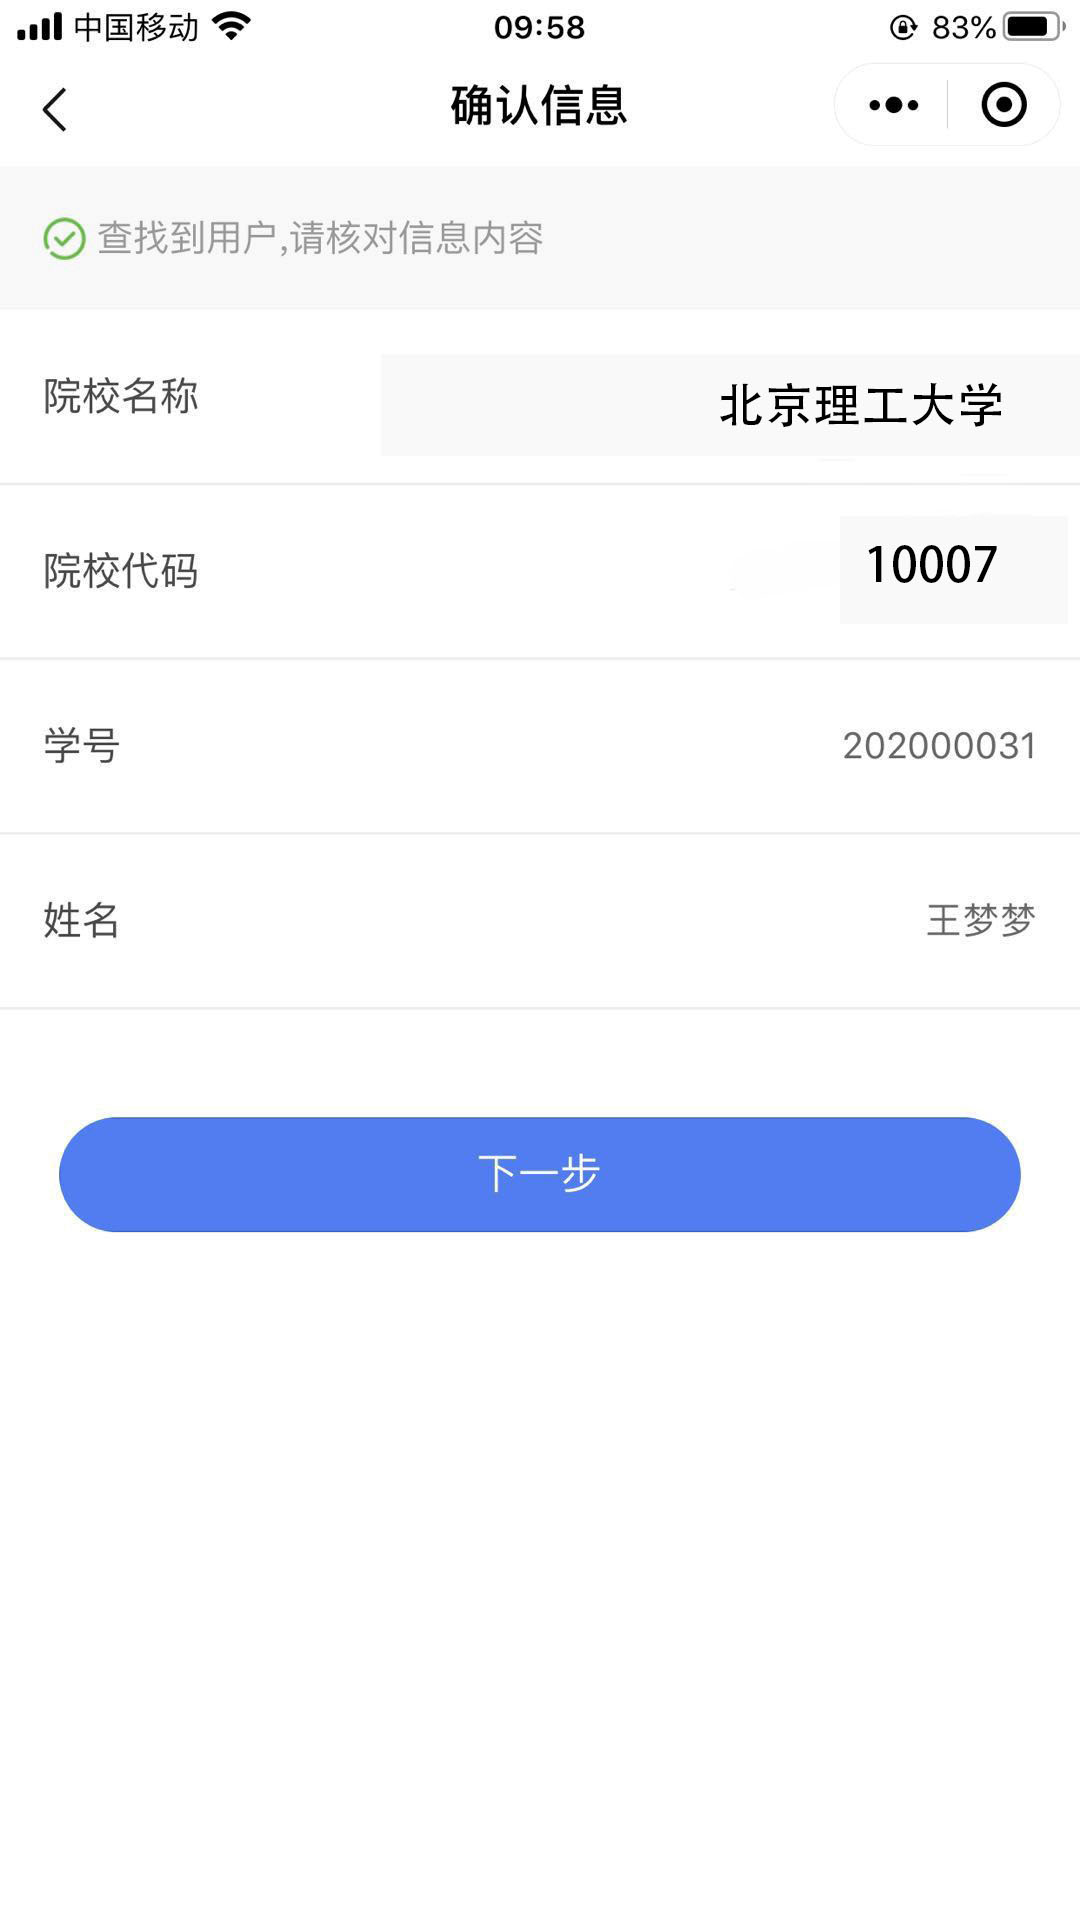 中国移动 09:58 83%
确认信息
查找到用户,请核对信息内容
院校名称 北京理工大学
院校代码 10007
学号 202000031
姓名 王梦梦
下一步